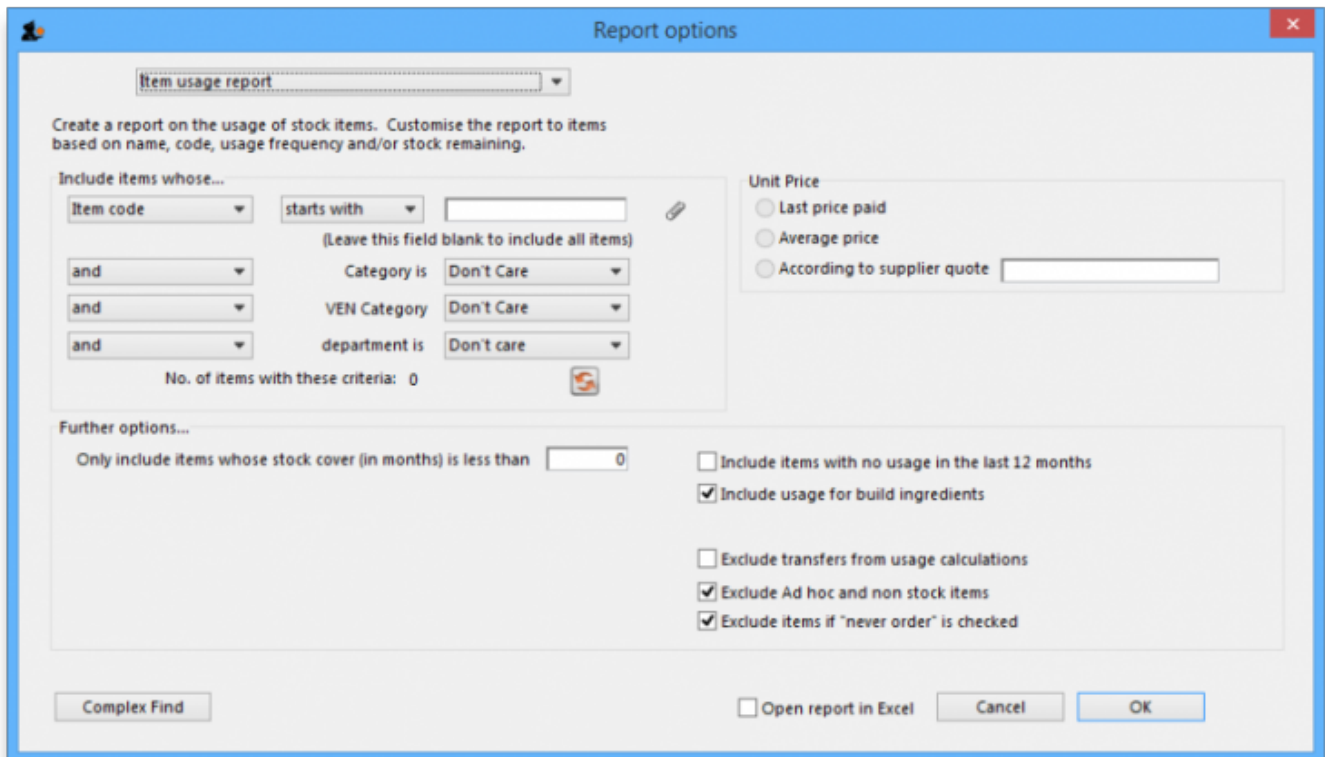 Report options
Item usage report
Create a report on the usage of stock items. Customise the report to items
based on name, code, usage frequency and/or stock remaining.
Include items whose...
Item code starts with
(Leave this field blank to include all items)
and Category is Don't Care
and VEN Category Don't Care
and department is Don't care
No. of items with these criteria: 0
Unit Price
Last price paid
Average price
According to supplier quote
Further options...
Only include items whose stock cover (in months) is less than 0
Include items with no usage in the last 12 months
Include usage for build ingredients
Exclude transfers from usage calculations
Exclude Ad hoc and non stock items
Exclude items if "never order" is checked
Complex Find
Open report in Excel
Cancel
OK